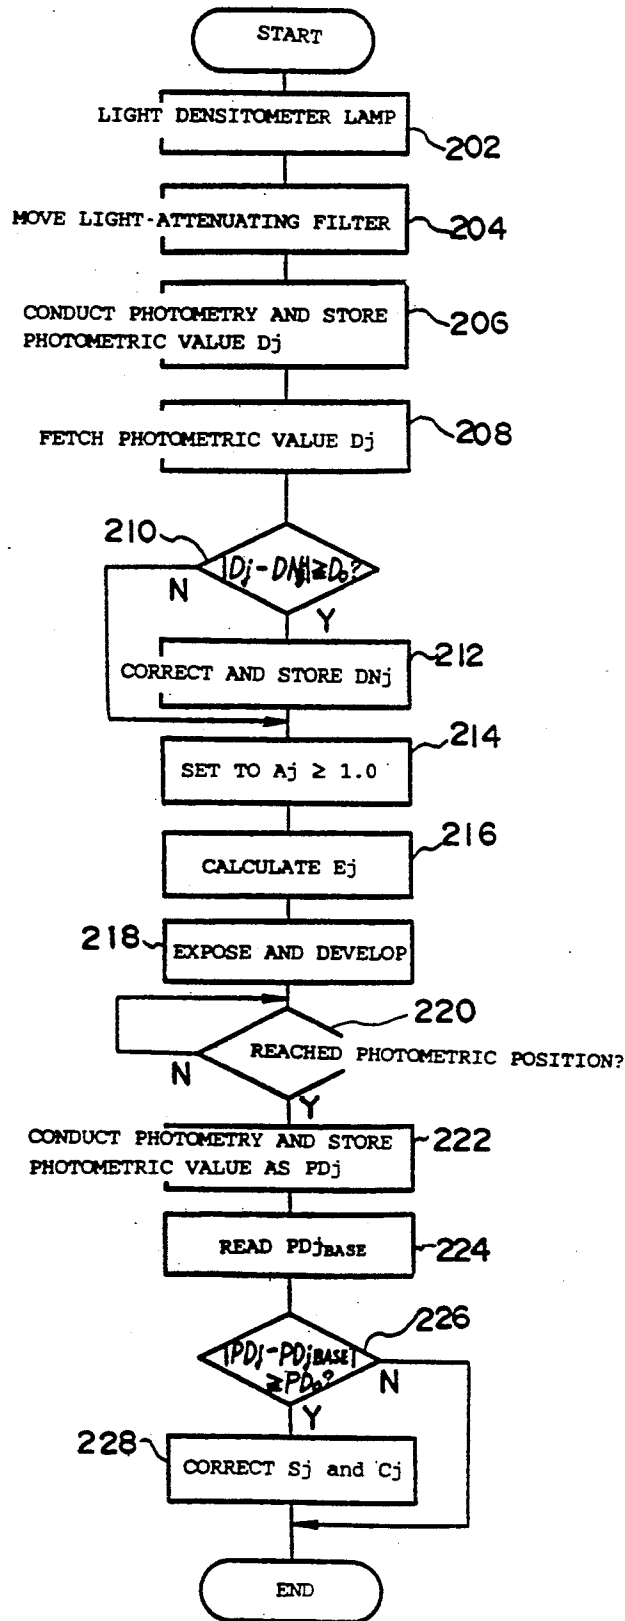 START
LIGHT DENSITOMETER LAMP
202
MOVE LIGHT-ATTENUATING FILTER
204
CONDUCT PHOTOMETRY AND STORE
PHOTOMETRIC VALUE Dj
206
FETCH PHOTOMETRIC VALUE Dj
208
210
|Dj-DNj|≧D₀?
N
Y
CORRECT AND STORE DNj
212
214
SET TO Aj ≥ 1.0
216
CALCULATE Ej
218
EXPOSE AND DEVELOP
220
REACHED PHOTOMETRIC POSITION?
N
Y
CONDUCT PHOTOMETRY AND STORE
PHOTOMETRIC VALUE AS PDj
222
READ PDjBASE
224
226
|PDj-PDjBASE|
≧PD₀?
N
Y
228
CORRECT Sj and Cj
END